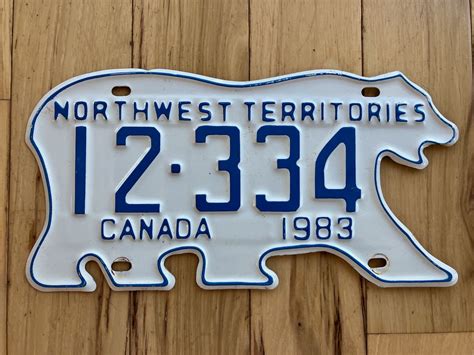 NORTHWEST TERRITORIES
12·334
CANADA 1983